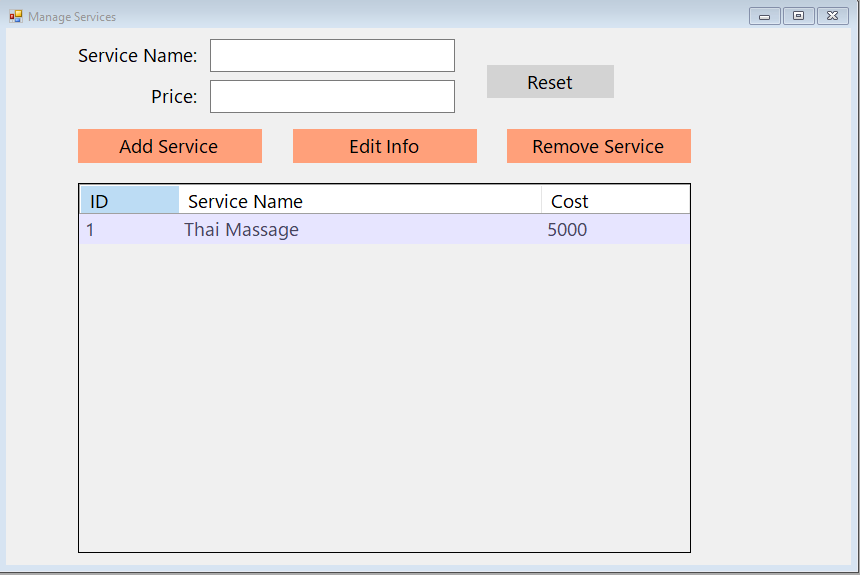 Manage Services
Service Name:
Price:
Reset
Add Service Edit Info Remove Service
ID Service Name Cost
1 Thai Massage 5000